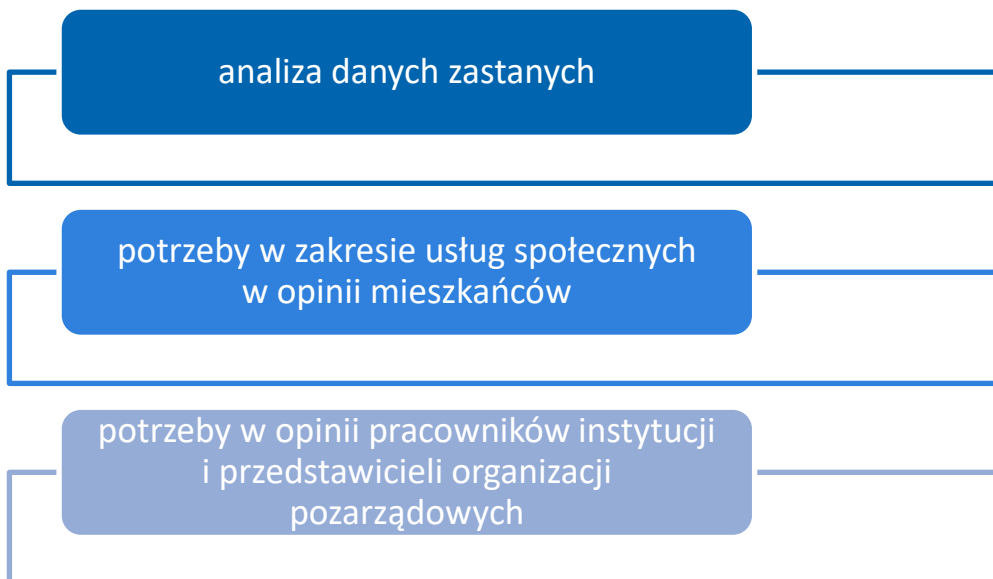 analiza danych zastanych
potrzeby w zakresie usług społecznych
w opinii mieszkańców
potrzeby w opinii pracowników instytucji
i przedstawicieli organizacji
pozarządowych